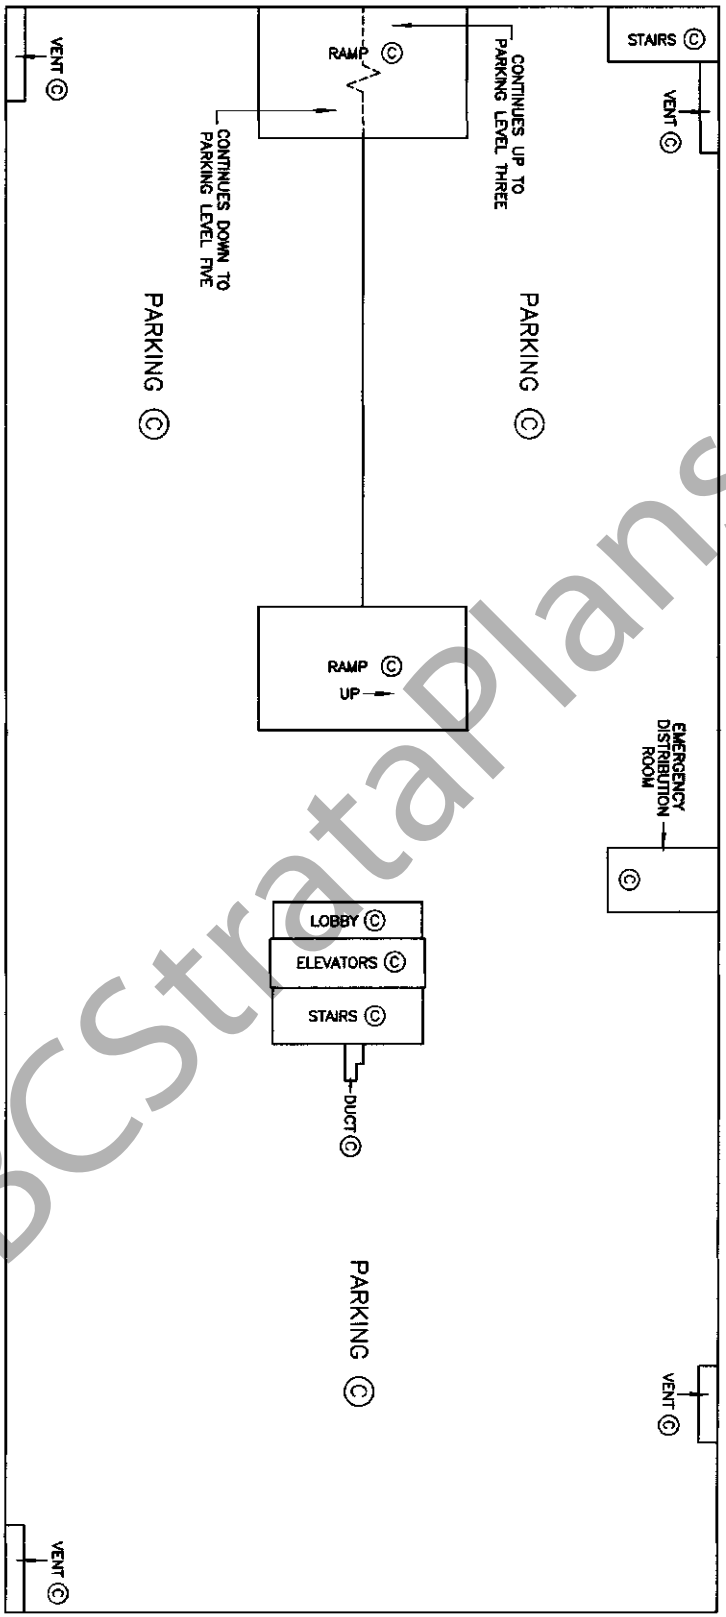 STAIRS Ⓒ
VENT Ⓒ
RAMP Ⓒ
CONTINUES UP TO
PARKING LEVEL THREE
VENT Ⓒ
CONTINUES DOWN TO
PARKING LEVEL FIVE
PARKING Ⓒ
PARKING Ⓒ
RAMP Ⓒ
UP
EMERGENCY
DISTRIBUTION
ROOM
Ⓒ
LOBBY Ⓒ
ELEVATORS Ⓒ
STAIRS Ⓒ
DUCT Ⓒ
PARKING Ⓒ
VENT Ⓒ
VENT Ⓒ
BCStrataPlans